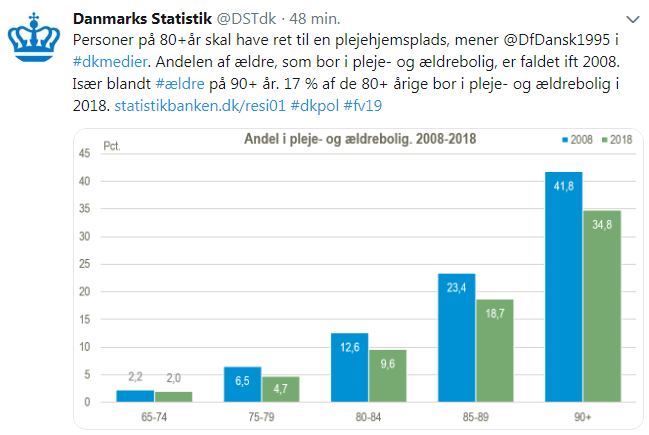 Danmarks Statistik @DSTdk · 48 min.
Personer på 80+år skal have ret til en plejehjemsplads, mener @DfDansk1995 i
#dkmedier. Andelen af ældre, som bor i pleje- og ældrebolig, er faldet ift 2008.
Især blandt #ældre på 90+ år. 17 % af de 80+ årige bor i pleje- og ældrebolig i
2018. statistikbanken.dk/resi01 #dkpol #fv19
Andel i pleje- og ældrebolig. 2008-2018
Pct.
2008 2018
45
40
35
30
25
20
15
10
5
0
2,2 2,0
6,5 4,7
12,6 9,6
23,4 18,7
41,8 34,8
65-74 75-79 80-84 85-89 90+